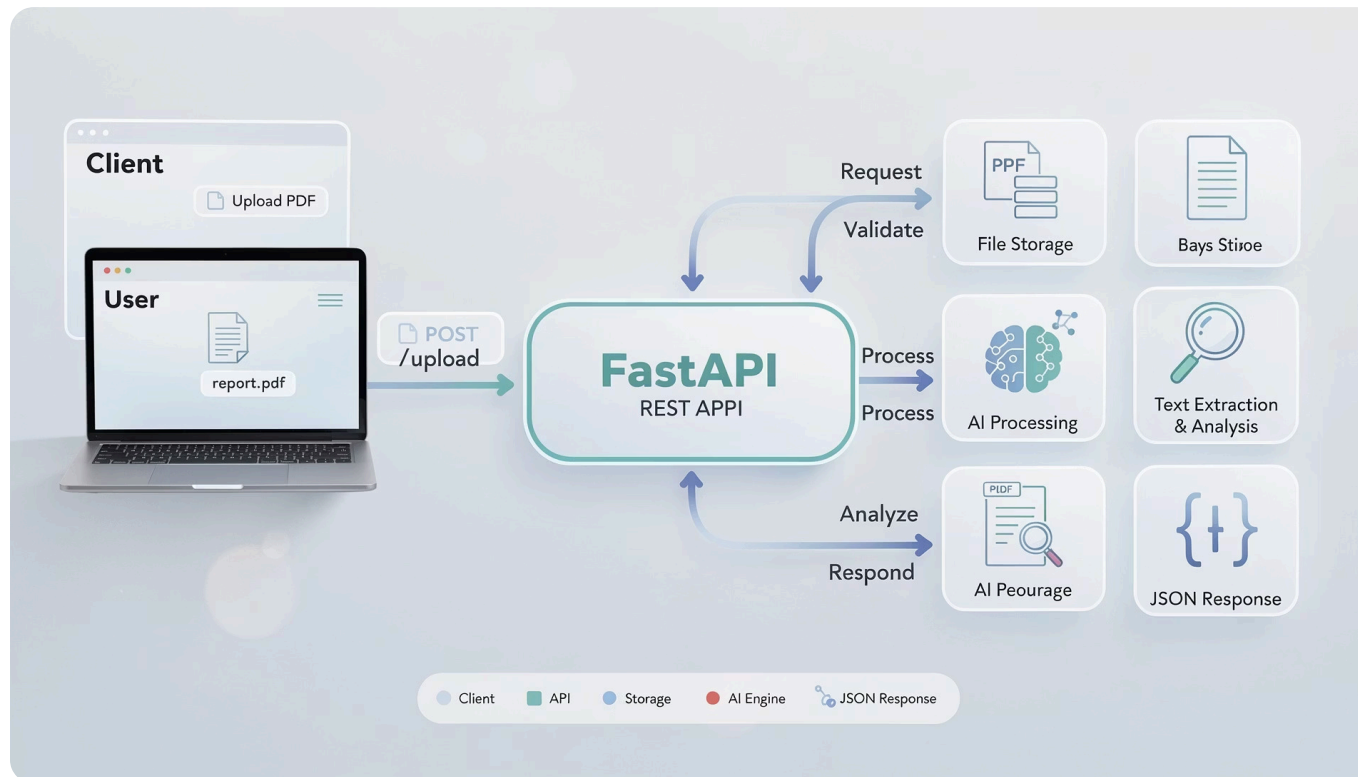 Client
Upload PDF
User
report.pdf
POST
/upload
FastAPI
REST APPI
Request
Validate
Process
Process
Analyze
Respond
PPF
File Storage
Bays
AI Processing
Text Extraction
& Analysis
PIDF
AI Peourage
{+}
JSON Response
Client
API
Storage
AI Engine
JSON Response